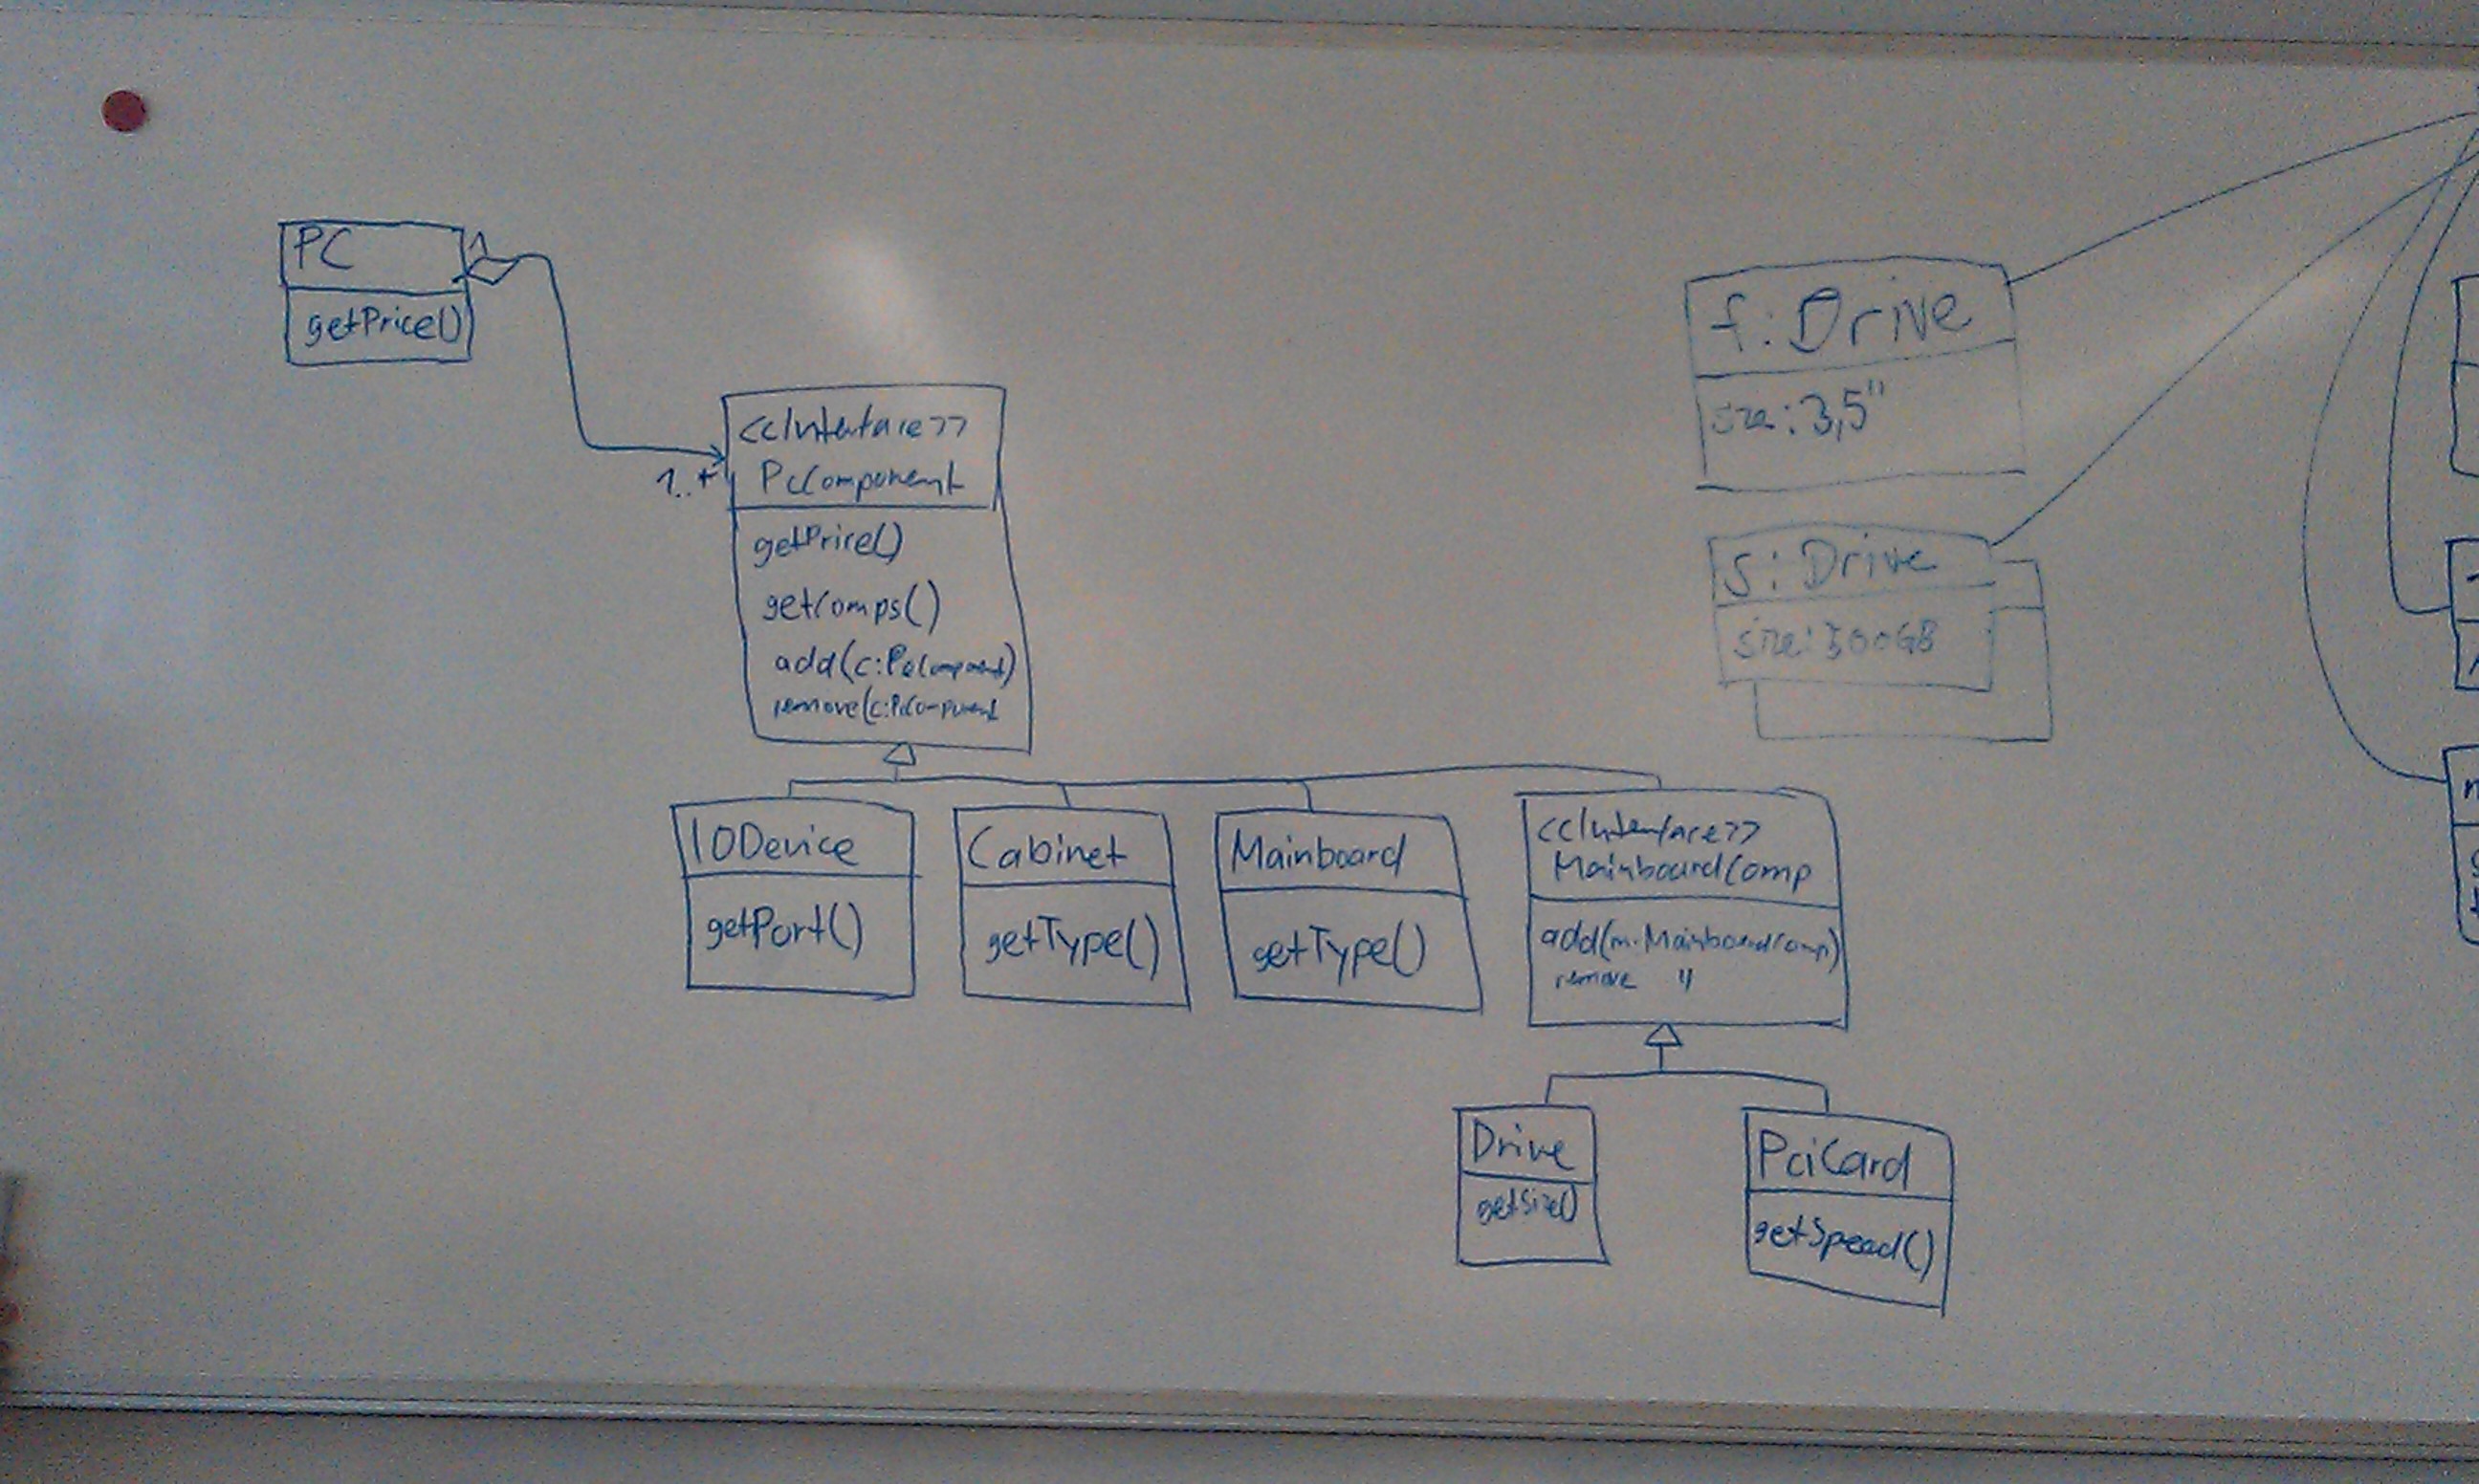 PC
1
getPrice()
<<Interface>>
PcComponent
1..*
getPrice()
getComps()
add(c:PcComponent)
remove(c:PcComponent
f:Drive
size:3,5"
s:Drive
size:300GB
IODevice
getPort()
Cabinet
getType()
Mainboard
getType()
<<Interface>>
MainboardComp
add(m:MainboardComp)
remove "
Drive
getSize()
PciCard
getSpeed()